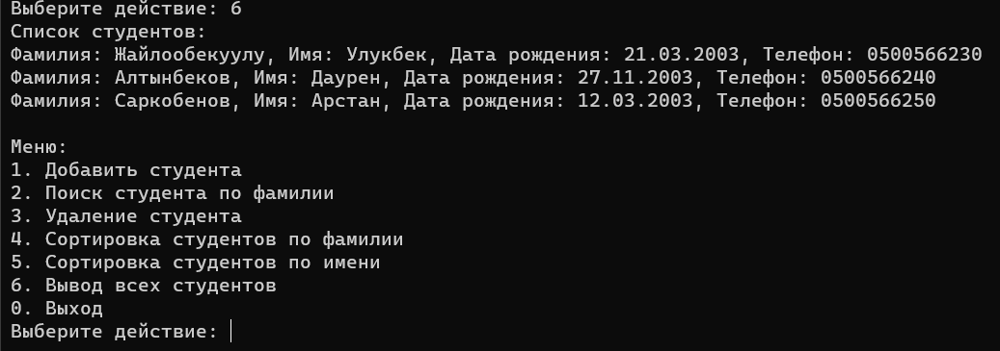 Выберите действие: 6
Список студентов:
Фамилия: Жайлообекуулу, Имя: Улукбек, Дата рождения: 21.03.2003, Телефон: 0500566230
Фамилия: Алтынбеков, Имя: Даурен, Дата рождения: 27.11.2003, Телефон: 0500566240
Фамилия: Саркобенов, Имя: Арстан, Дата рождения: 12.03.2003, Телефон: 0500566250
Меню:
1. Добавить студента
2. Поиск студента по фамилии
3. Удаление студента
4. Сортировка студентов по фамилии
5. Сортировка студентов по имени
6. Вывод всех студентов
0. Выход
Выберите действие: